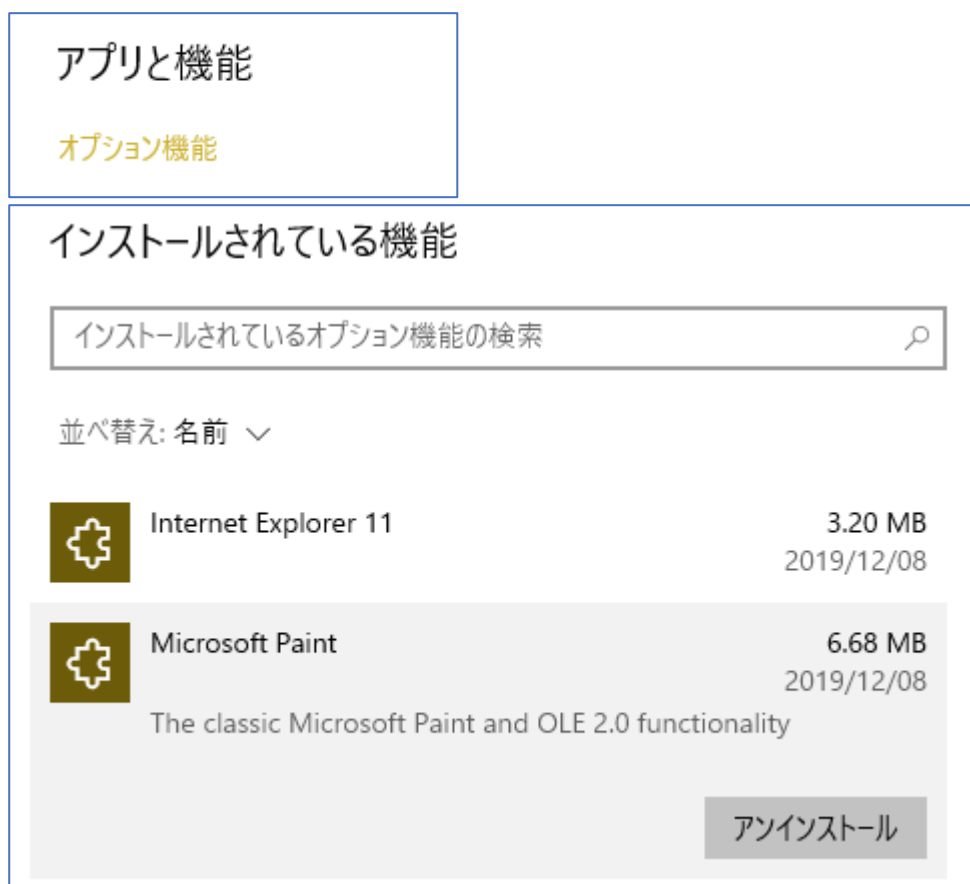 アプリと機能
オプション機能
インストールされている機能
インストールされているオプション機能の検索
並べ替え: 名前
Internet Explorer 11 3.20 MB
2019/12/08
Microsoft Paint 6.68 MB
2019/12/08
The classic Microsoft Paint and OLE 2.0 functionality
アンインストール